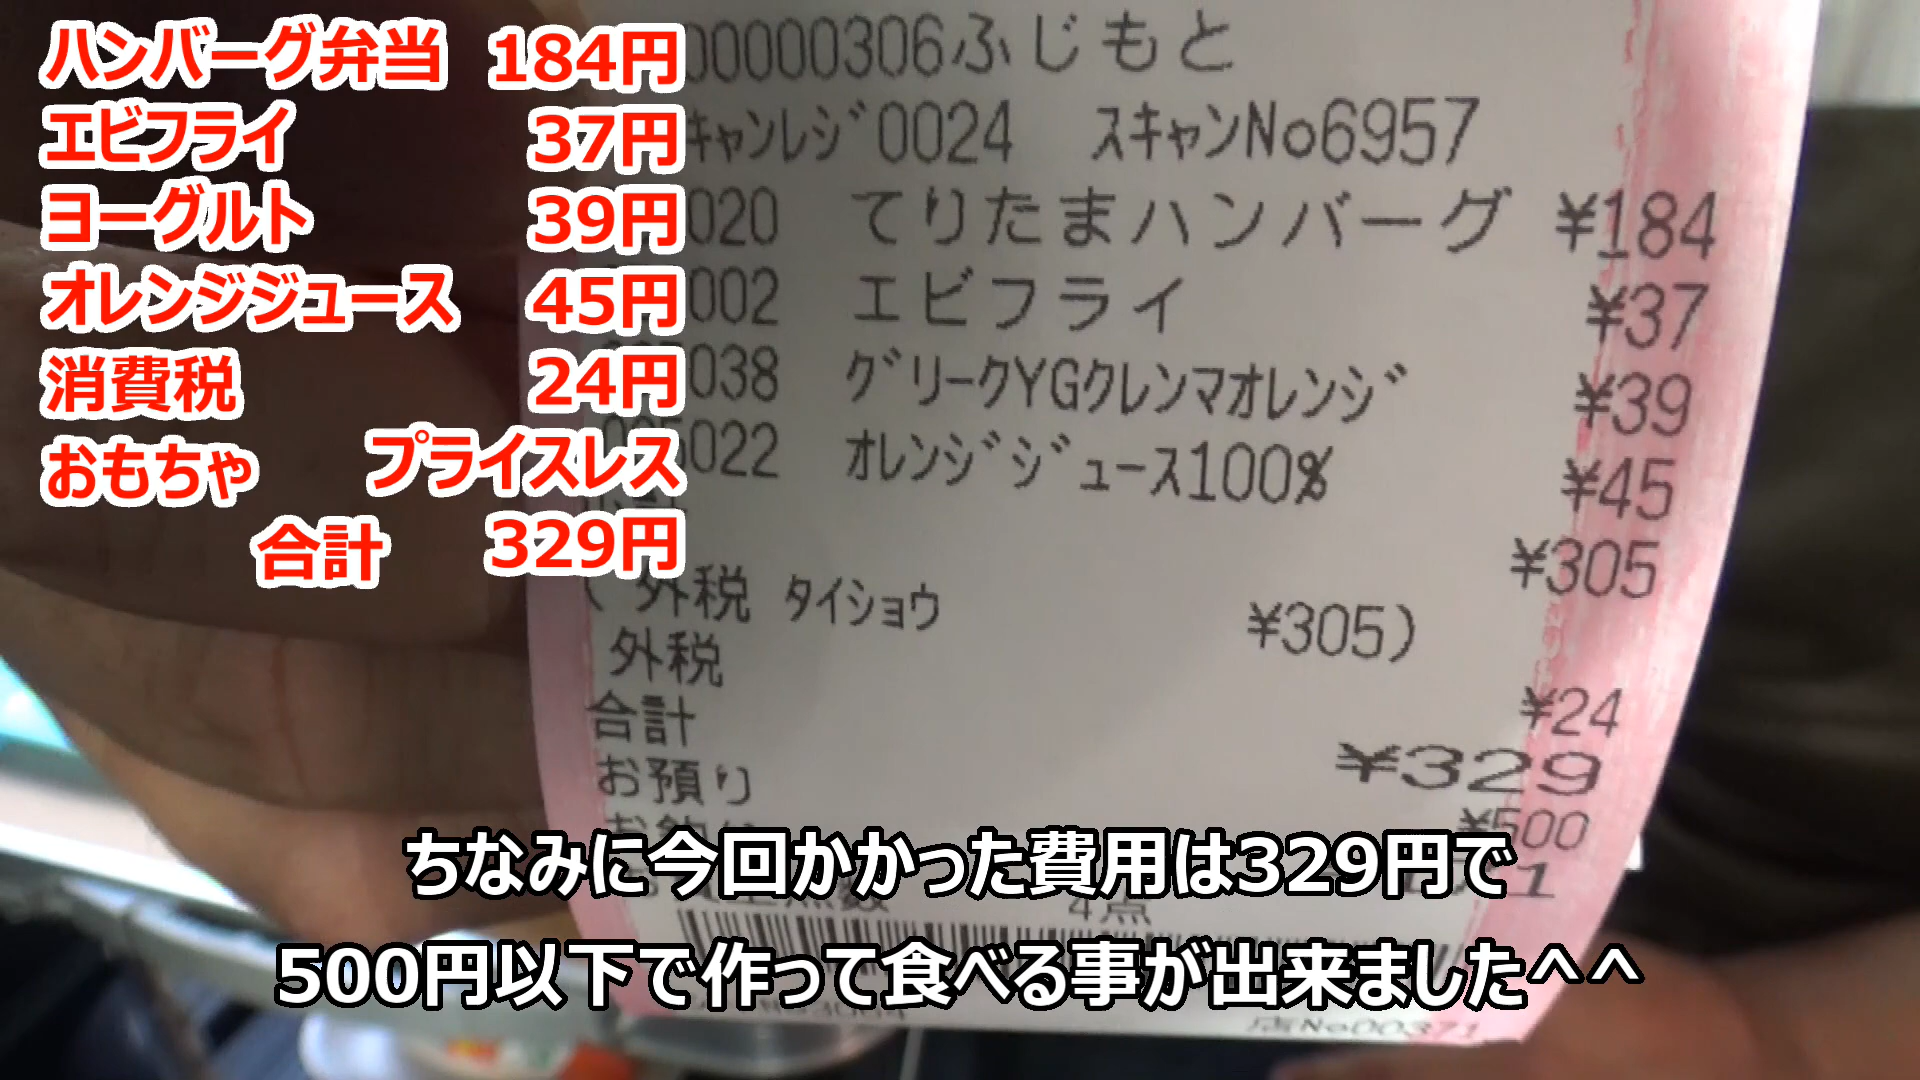 ハンバーグ弁当 184円
エビフライ 37円
ヨーグルト 39円
オレンジジュース 45円
消費税 24円
おもちゃ プライスレス
合計 329円
00000306ふじもと
キャンレジ0024 スキャンNo6957
020 てりたまハンバーグ ¥184
002 エビフライ ¥37
038 グリークYGクレンマオレンジ ¥39
5022 オレンジジュース100% ¥45
¥305
外税 タイショウ ¥305)
外税 ¥24
合計 ¥329
お預り ¥500
4点
店No00371
ちなみに今回かかった費用は329円で
500円以下で作って食べる事が出来ました^^